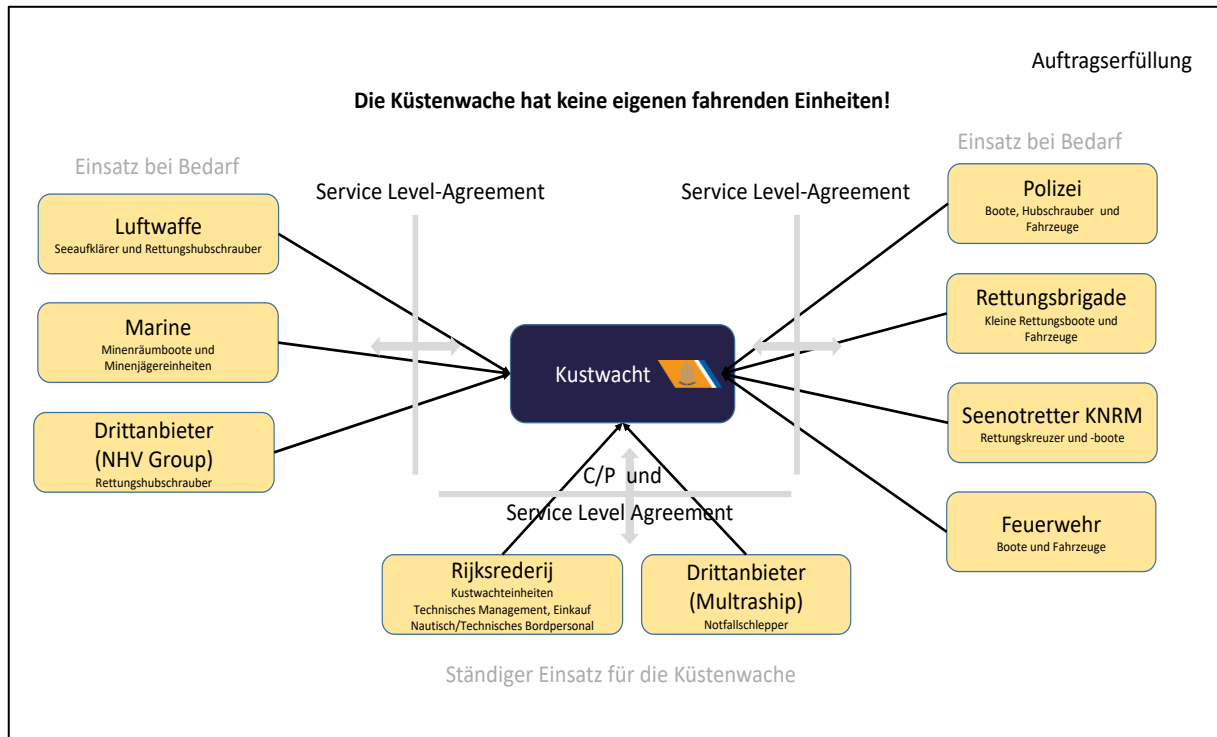 Auftragserfüllung
Die Küstenwache hat keine eigenen fahrenden Einheiten!
Einsatz bei Bedarf
Luftwaffe
Seeaufklärer und Rettungshubschrauber
Marine
Minenräumboote und
Minenjägereinheiten
Drittanbieter
(NHV Group)
Rettungshubschrauber
Service Level-Agreement
Kustwacht
Service Level-Agreement
Einsatz bei Bedarf
Polizei
Boote, Hubschrauber und
Fahrzeuge
Rettungsbrigade
Kleine Rettungsboote und
Fahrzeuge
Seenotretter KNRM
Rettungskreuzer und -boote
Feuerwehr
Boote und Fahrzeuge
C/P und
Service Level Agreement
Rijksrederij
Kustwachteinheiten
Technisches Management, Einkauf
Nautisch/Technisches Bordpersonal
Drittanbieter
(Multraship)
Notfallschlepper
Ständiger Einsatz für die Küstenwache